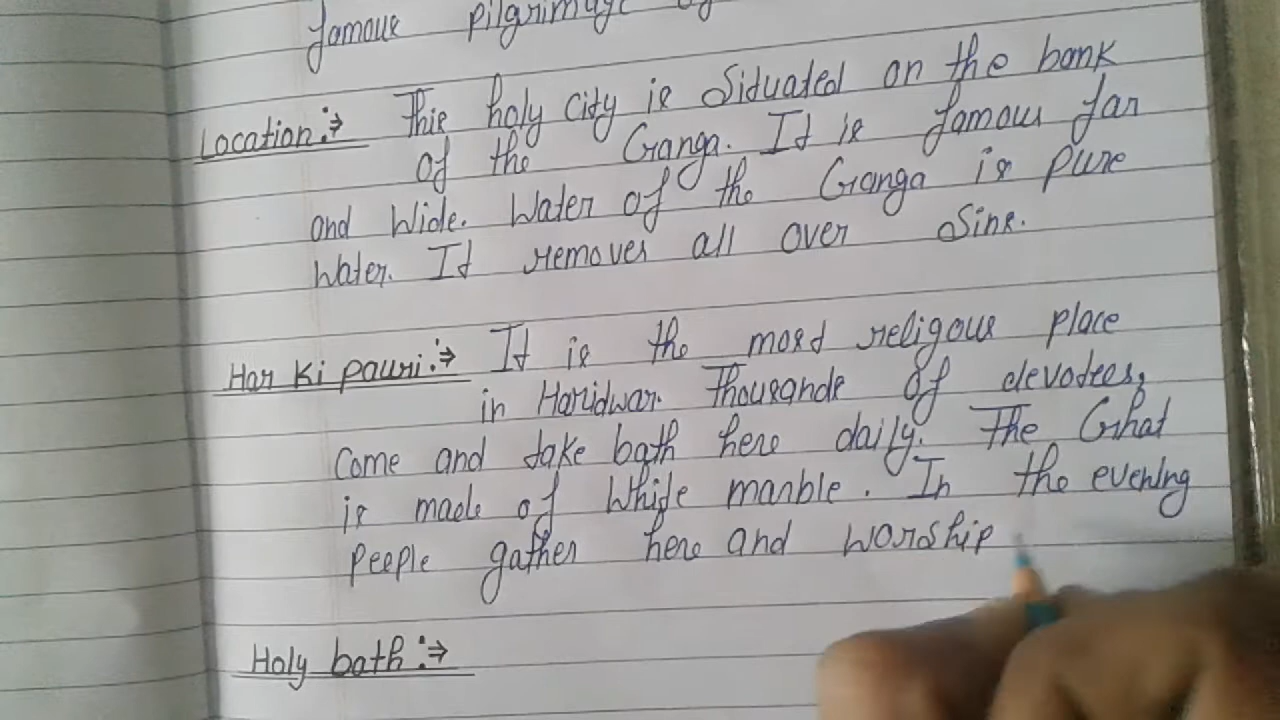 famous pilgrimage of
Location:→ This holy City is Situated on the bank
of the Ganga. It is famous far
and Wide. Water of the Ganga is pure
Water. It removes all over Sins.
Har Ki pauri:→ It is the most religous place
in Haridwar. Thousands of devotees,
Come and take bath here daily. The Ghat
is made of White marble. In the evening
Peeple gather here and Worship
Holy bath:→